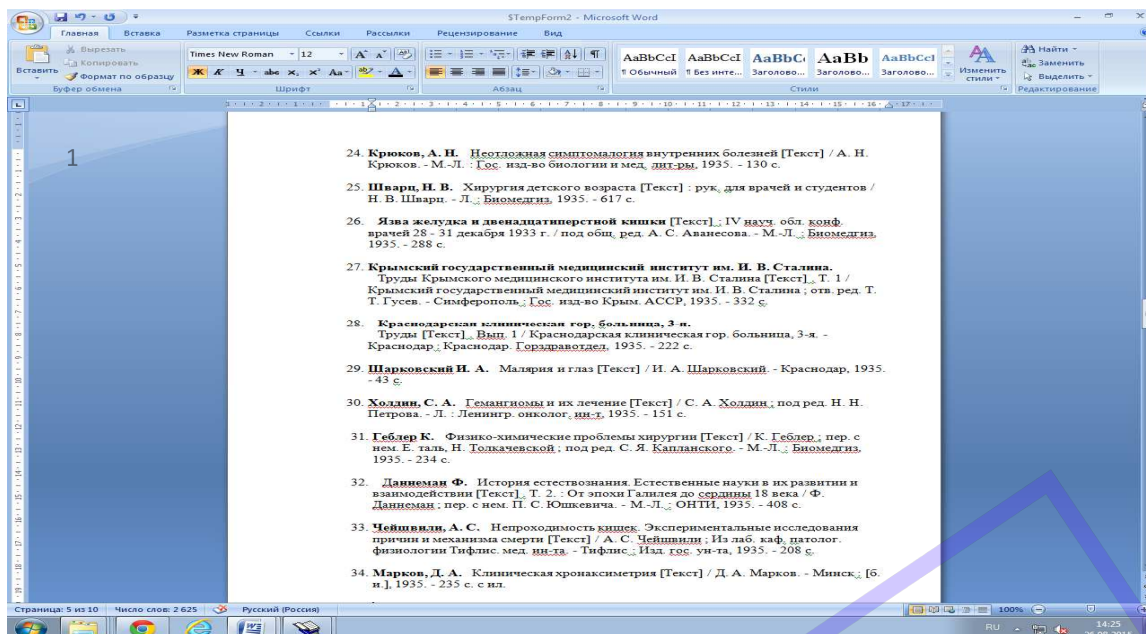 $TempForm2 - Microsoft Word
Главная Вставка Разметка страницы Ссылки Рассылки Рецензирование Вид
Вставить
Вырезать
Копировать
Формат по образцу
Буфер обмена
Times New Roman 12
Ж К Ч abc x, x² Aa
Шрифт
Абзац
AaBbCcI AaBbCcI AaBbC AaBb AaBbCcI
¶ Обычный ¶ Без инте... Заголово... Заголово... Заголово...
Стили
Изменить стили
Найти
Заменить
Выделить
Редактирование
1
24. Крюков, А. Н. Неотложная симптомалогия внутренних болезней [Текст] / А. Н.
Крюков. - М.-Л. : Гос. изд-во биологии и мед. лит-ры, 1935. - 130 с.
25. Шварц, Н. В. Хирургия детского возраста [Текст] : рук. для врачей и студентов /
Н. В. Шварц. - Л. : Биомедгиз, 1935. - 617 с.
26. Язва желудка и двенадцатиперстной кишки [Текст] : IV науч. обл. конф.
врачей 28 - 31 декабря 1933 г. / под общ. ред. А. С. Аванесова. - М.-Л. : Биомедгиз,
1935. - 288 с.
27. Крымский государственный медицинский институт им. И. В. Сталина.
Труды Крымского медицинского института им. И. В. Сталина [Текст] . Т. 1 /
Крымский государственный медицинский институт им. И. В. Сталина ; отв. ред. Т.
Т. Гусев. - Симферополь : Гос. изд-во Крым. АССР, 1935. - 332 с.
28. Краснодарская клиническая гор. больница, 3-я.
Труды [Текст] . Вып. 1 / Краснодарская клиническая гор. больница, 3-я. -
Краснодар : Краснодар. Горздравотдел, 1935. - 222 с.
29. Шарковский И. А. Малярия и глаз [Текст] / И. А. Шарковский. - Краснодар, 1935.
- 43 с.
30. Холдин, С. А. Гемангиомы и их лечение [Текст] / С. А. Холдин ; под ред. Н. Н.
Петрова. - Л. : Ленингр. онколог. ин-т, 1935. - 151 с.
31. Геблер К. Физико-химические проблемы хирургии [Текст] / К. Геблер ; пер. с
нем. Е. таль, Н. Толкачевской ; под ред. С. Я. Капланского. - М.-Л. : Биомедгиз,
1935. - 234 с.
32. Даннеман Ф. История естествознания. Естественные науки в их развитии и
взаимодействии [Текст] . Т. 2. : От эпохи Галилея до сердины 18 века / Ф.
Даннеман ; пер. с нем. П. С. Юшкевича. - М.-Л. : ОНТИ, 1935. - 408 с.
33. Чейшвили, А. С. Непроходимость кишек. Экспериментальные исследования
причин и механизма смерти [Текст] / А. С. Чейшвили ; Из лаб. каф. патолог.
физиологии Тифлис. мед. ин-та. - Тифлис : Изд. гос. ун-та, 1935. - 208 с.
34. Марков, Д. А. Клиническая хронаксиметрия [Текст] / Д. А. Марков. - Минск : [б.
и.], 1935. - 235 с. с ил.
Страница: 5 из 10 Число слов: 2 625 Русский (Россия) 100%
RU 14:25